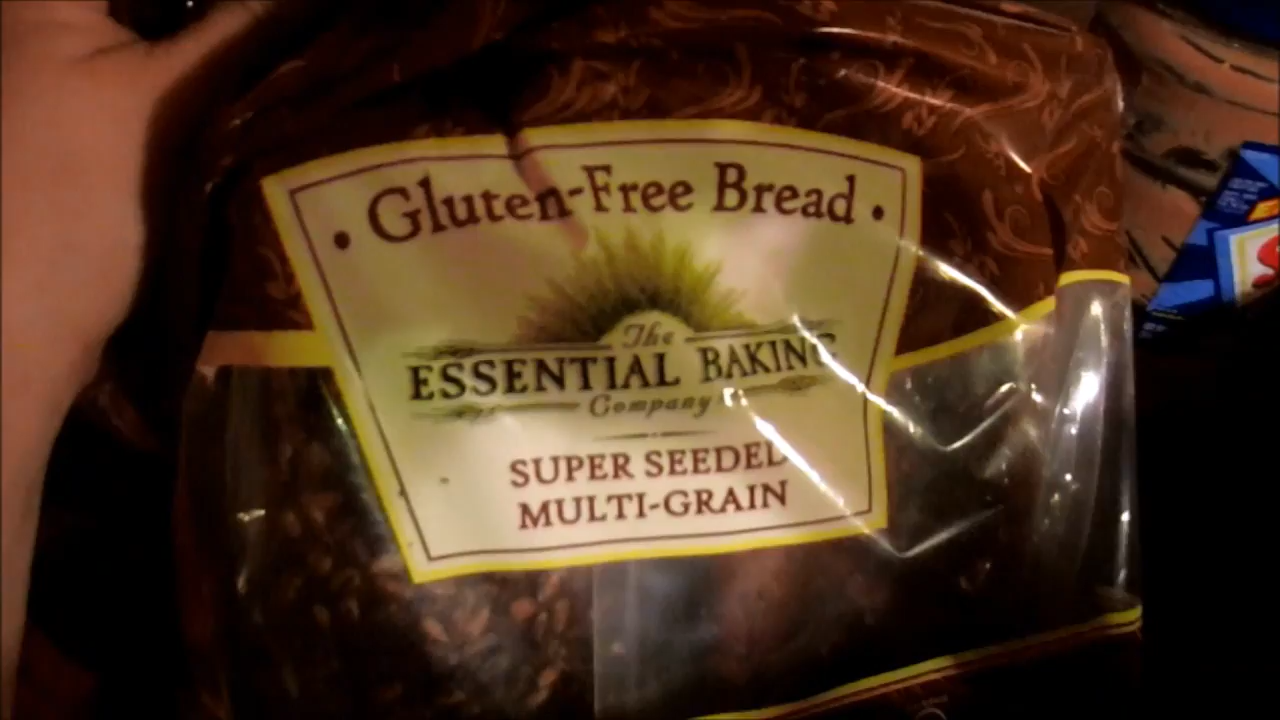 • Gluten-Free Bread •
The
ESSENTIAL BAKING
Company
SUPER SEEDED
MULTI-GRAIN